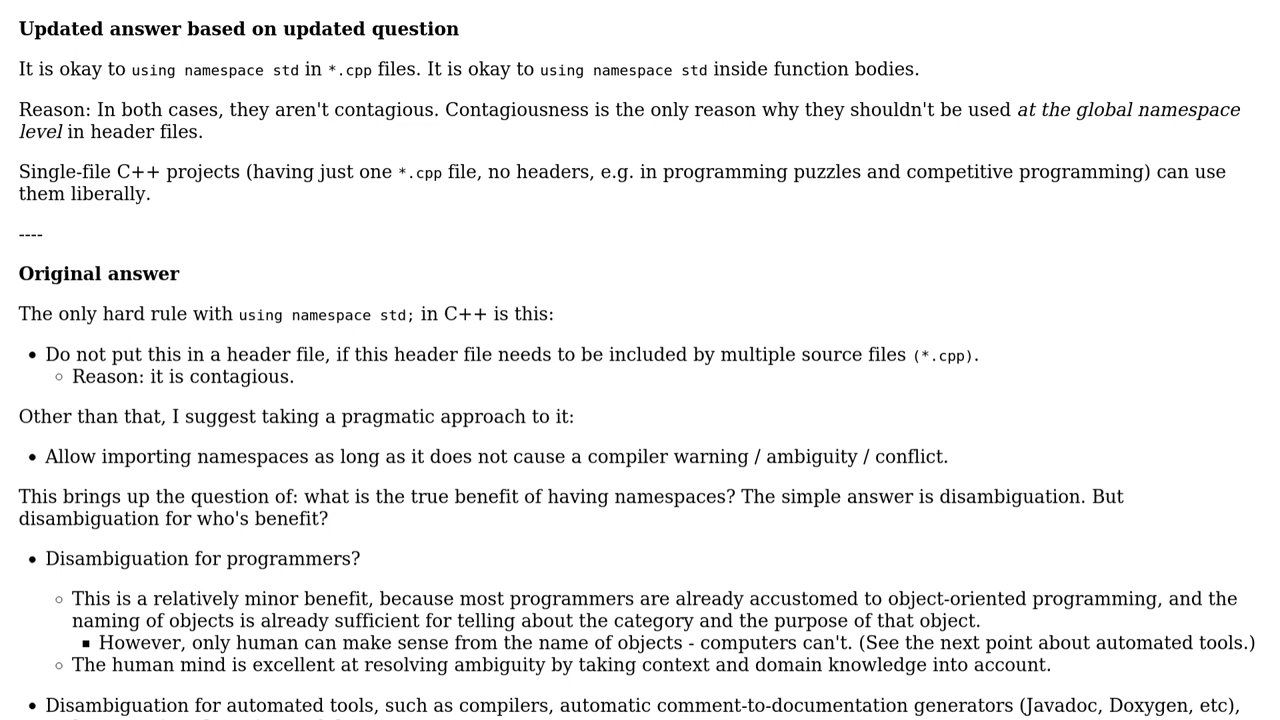 Updated answer based on updated question
It is okay to using namespace std in *.cpp files. It is okay to using namespace std inside function bodies.
Reason: In both cases, they aren't contagious. Contagiousness is the only reason why they shouldn't be used at the global namespace
level in header files.
Single-file C++ projects (having just one *.cpp file, no headers, e.g. in programming puzzles and competitive programming) can use
them liberally.
----
Original answer
The only hard rule with using namespace std; in C++ is this:
• Do not put this in a header file, if this header file needs to be included by multiple source files (*.cpp).
◦ Reason: it is contagious.
Other than that, I suggest taking a pragmatic approach to it:
• Allow importing namespaces as long as it does not cause a compiler warning / ambiguity / conflict.
This brings up the question of: what is the true benefit of having namespaces? The simple answer is disambiguation. But
disambiguation for who's benefit?
• Disambiguation for programmers?
◦ This is a relatively minor benefit, because most programmers are already accustomed to object-oriented programming, and the
naming of objects is already sufficient for telling about the category and the purpose of that object.
▪ However, only human can make sense from the name of objects - computers can't. (See the next point about automated tools.)
◦ The human mind is excellent at resolving ambiguity by taking context and domain knowledge into account.
• Disambiguation for automated tools, such as compilers, automatic comment-to-documentation generators (Javadoc, Doxygen, etc),